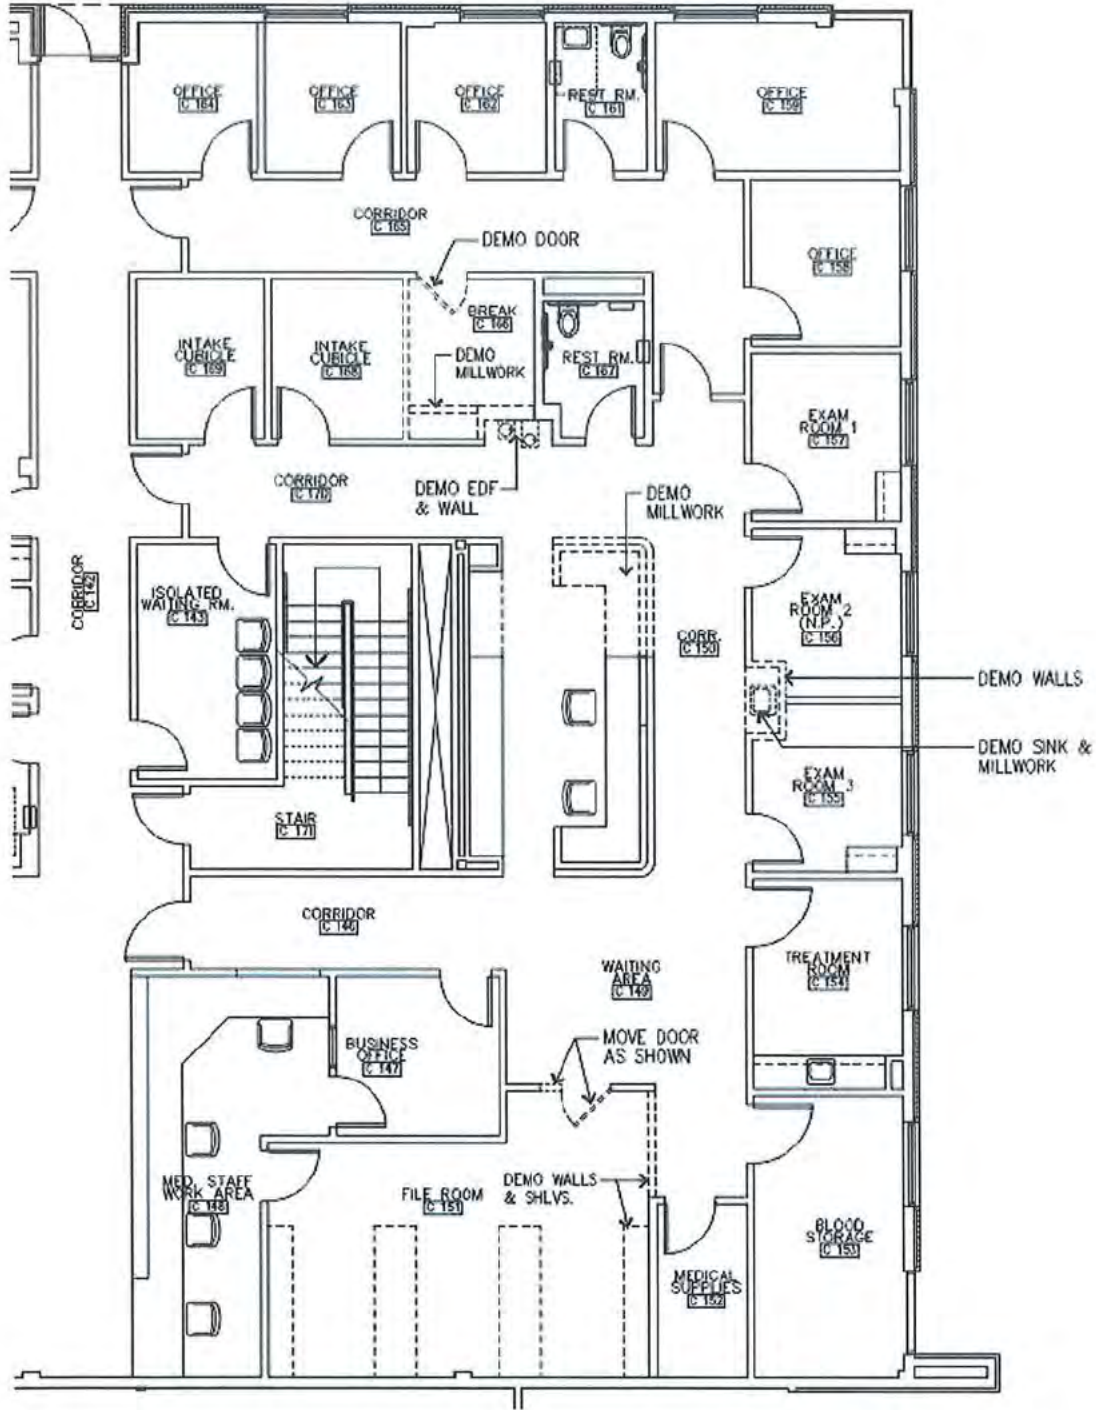 OFFICE
C 164
OFFICE
C 163
OFFICE
C 162
REST RM.
C 161
OFFICE
C 159
CORRIDOR
C 165
DEMO DOOR
OFFICE
C 158
BREAK
C 166
INTAKE
CUBICLE
C 169
INTAKE
CUBICLE
C 168
DEMO
MILLWORK
REST RM.
C 167
EXAM
ROOM 1
C 157
CORRIDOR
C 170
DEMO EDF
& WALL
DEMO
MILLWORK
CORRIDOR
C 142
ISOLATED
WAITING RM.
C 143
EXAM
ROOM 2
(N.P.)
C 156
CORR.
C 150
DEMO WALLS
DEMO SINK &
MILLWORK
EXAM
ROOM 3
C 155
STAIR
C 171
CORRIDOR
C 146
WAITING
AREA
C 149
TREATMENT
ROOM
C 154
BUSINESS
OFFICE
C 147
MOVE DOOR
AS SHOWN
MED. STAFF
WORK AREA
C 148
FILE ROOM
C 151
DEMO WALLS
& SHLVS.
BLOOD
STORAGE
C 153
MEDICAL
SUPPLIES
C 152